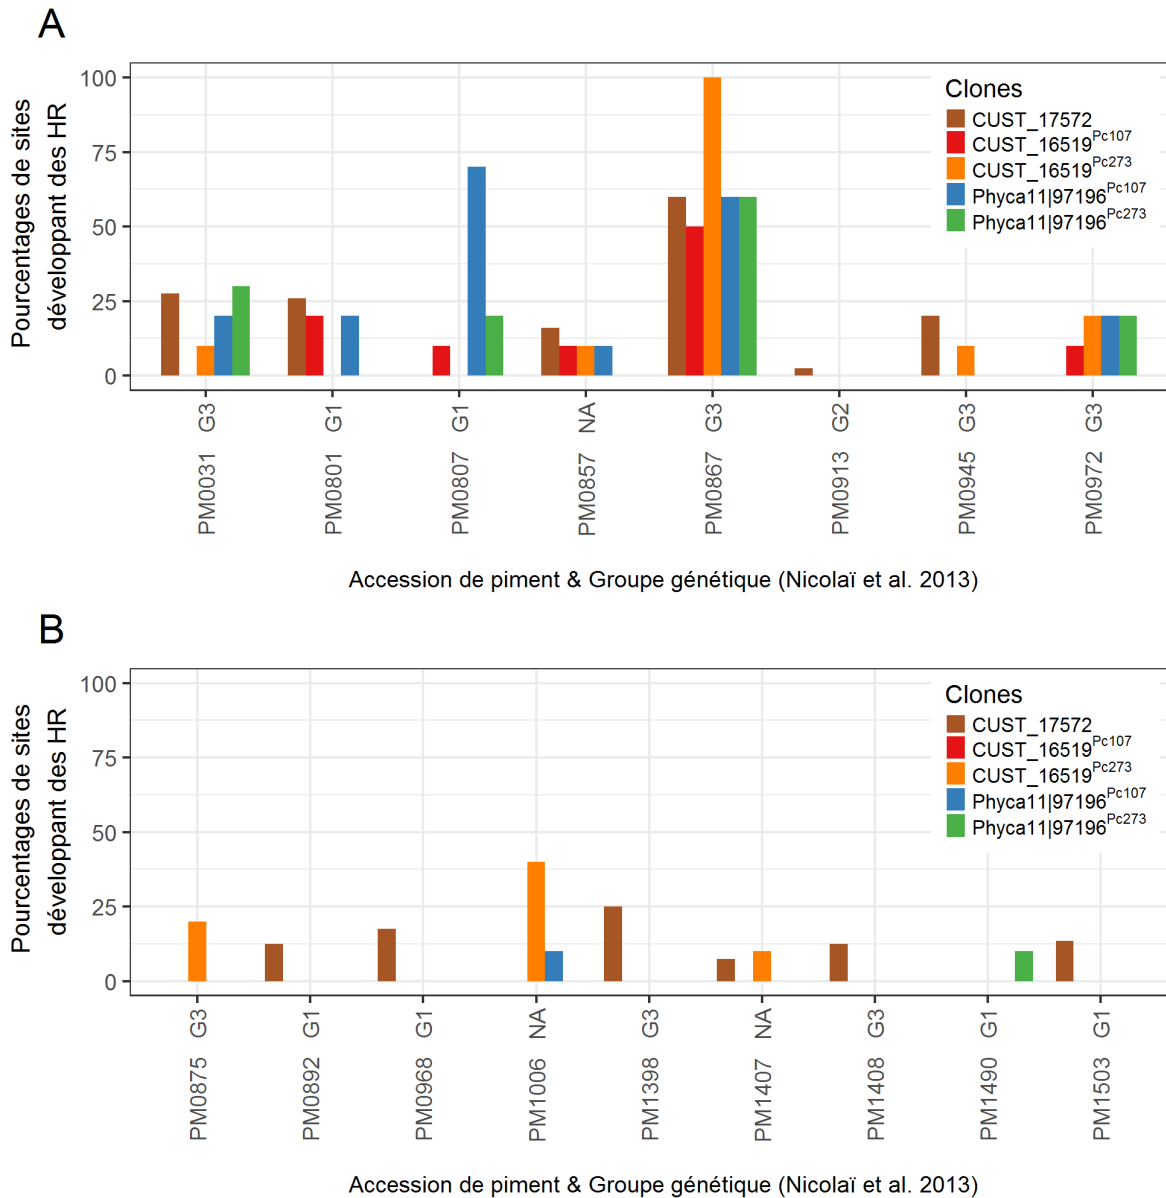 A
Pourcentages de sites
développant des HR
100
75
50
25
0
Clones
CUST_17572
CUST_16519Pc107
CUST_16519Pc273
Phyca11|97196Pc107
Phyca11|97196Pc273
PM0031 G3
PM0801 G1
PM0807 G1
PM0857 NA
PM0867 G3
PM0913 G2
PM0945 G3
PM0972 G3
Accession de piment & Groupe génétique (Nicolaï et al. 2013)
B
Pourcentages de sites
développant des HR
100
75
50
25
0
Clones
CUST_17572
CUST_16519Pc107
CUST_16519Pc273
Phyca11|97196Pc107
Phyca11|97196Pc273
PM0875 G3
PM0892 G1
PM0968 G1
PM1006 NA
PM1398 G3
PM1407 NA
PM1408 G3
PM1490 G1
PM1503 G1
Accession de piment & Groupe génétique (Nicolaï et al. 2013)